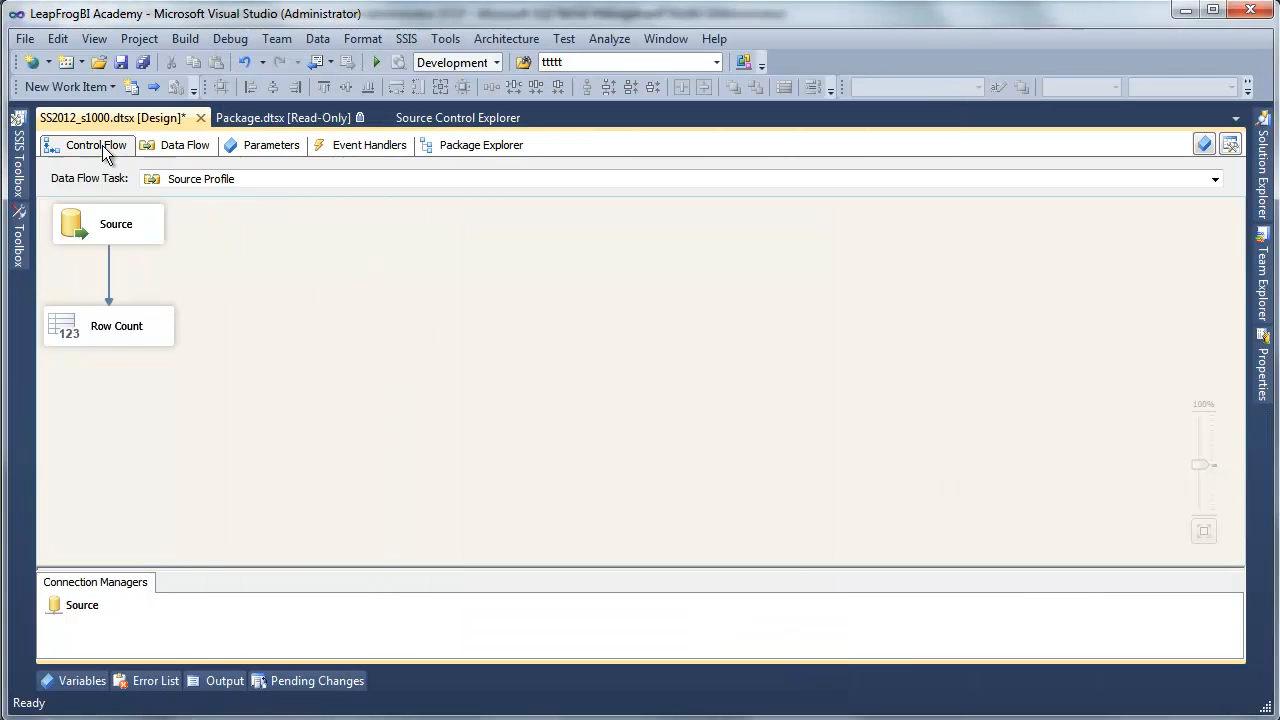 LeapFrogBI Academy - Microsoft Visual Studio (Administrator)
File Edit View Project Build Debug Team Data Format SSIS Tools Architecture Test Analyze Window Help
Development ttttt
New Work Item
SS2012_s1000.dtsx [Design]* Package.dtsx [Read-Only] Source Control Explorer
Control Flow Data Flow Parameters Event Handlers Package Explorer
Data Flow Task: Source Profile
Source
123 Row Count
100%
Connection Managers
Source
Variables Error List Output Pending Changes
Ready
SSIS Toolbox
Toolbox
Solution Explorer
Team Explorer
Properties